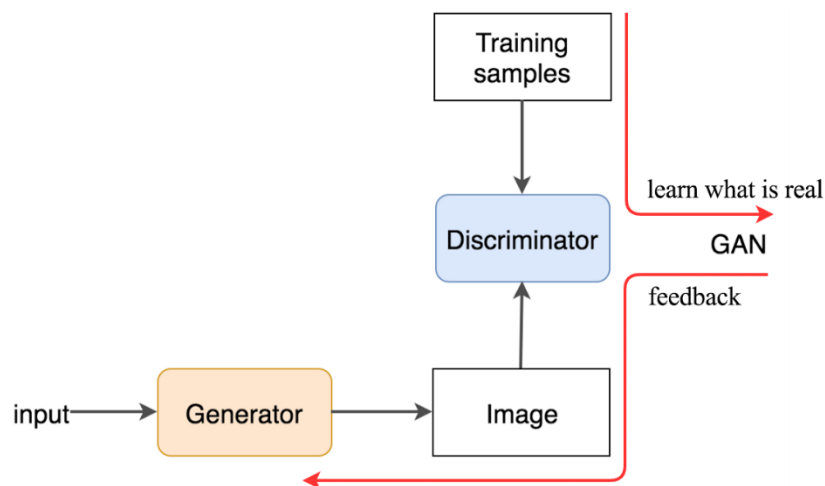 Training
samples
learn what is real
Discriminator
GAN
feedback
input
Generator
Image